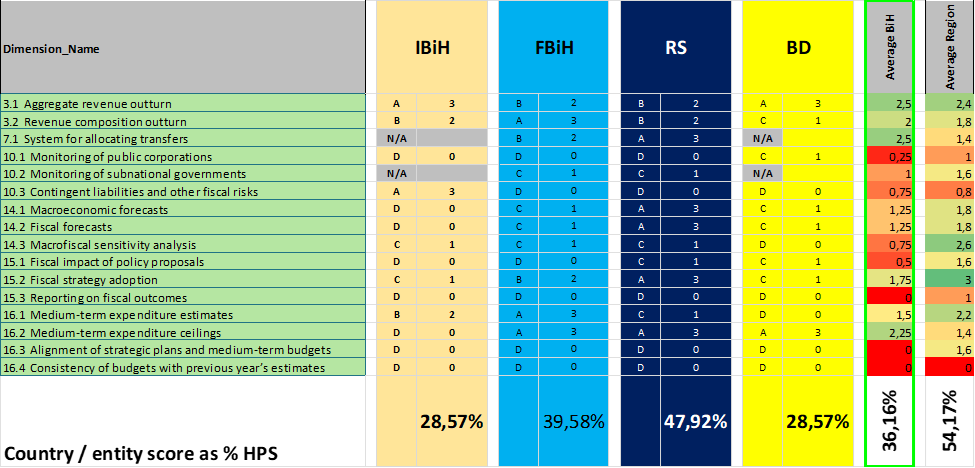 Dimension_Name IBiH FBiH RS BD Average BiH Average Region
3.1 Aggregate revenue outturn A 3 B 2 B 2 A 3 2,5 2,4
3.2 Revenue composition outturn B 2 A 3 B 2 C 1 2 1,8
7.1 System for allocating transfers N/A B 2 A 3 N/A 2,5 1,4
10.1 Monitoring of public corporations D 0 D 0 D 0 C 1 0,25 1
10.2 Monitoring of subnational governments N/A C 1 C 1 N/A 1 1,6
10.3 Contingent liabilities and other fiscal risks A 3 D 0 D 0 D 0 0,75 0,8
14.1 Macroeconomic forecasts D 0 C 1 A 3 C 1 1,25 1,8
14.2 Fiscal forecasts D 0 C 1 A 3 C 1 1,25 1,8
14.3 Macrofiscal sensitivity analysis C 1 C 1 C 1 D 0 0,75 2,6
15.1 Fiscal impact of policy proposals D 0 D 0 C 1 C 1 0,5 1,6
15.2 Fiscal strategy adoption C 1 B 2 A 3 C 1 1,75 3
15.3 Reporting on fiscal outcomes D 0 D 0 D 0 D 0 0 1
16.1 Medium-term expenditure estimates B 2 A 3 C 1 D 0 1,5 2,2
16.2 Medium-term expenditure ceilings D 0 A 3 A 3 A 3 2,25 1,4
16.3 Alignment of strategic plans and medium-term budgets D 0 D 0 D 0 D 0 0 1,6
16.4 Consistency of budgets with previous year's estimates D 0 D 0 D 0 D 0 0 0
Country / entity score as % HPS 28,57% 39,58% 47,92% 28,57% 36,16% 54,17%